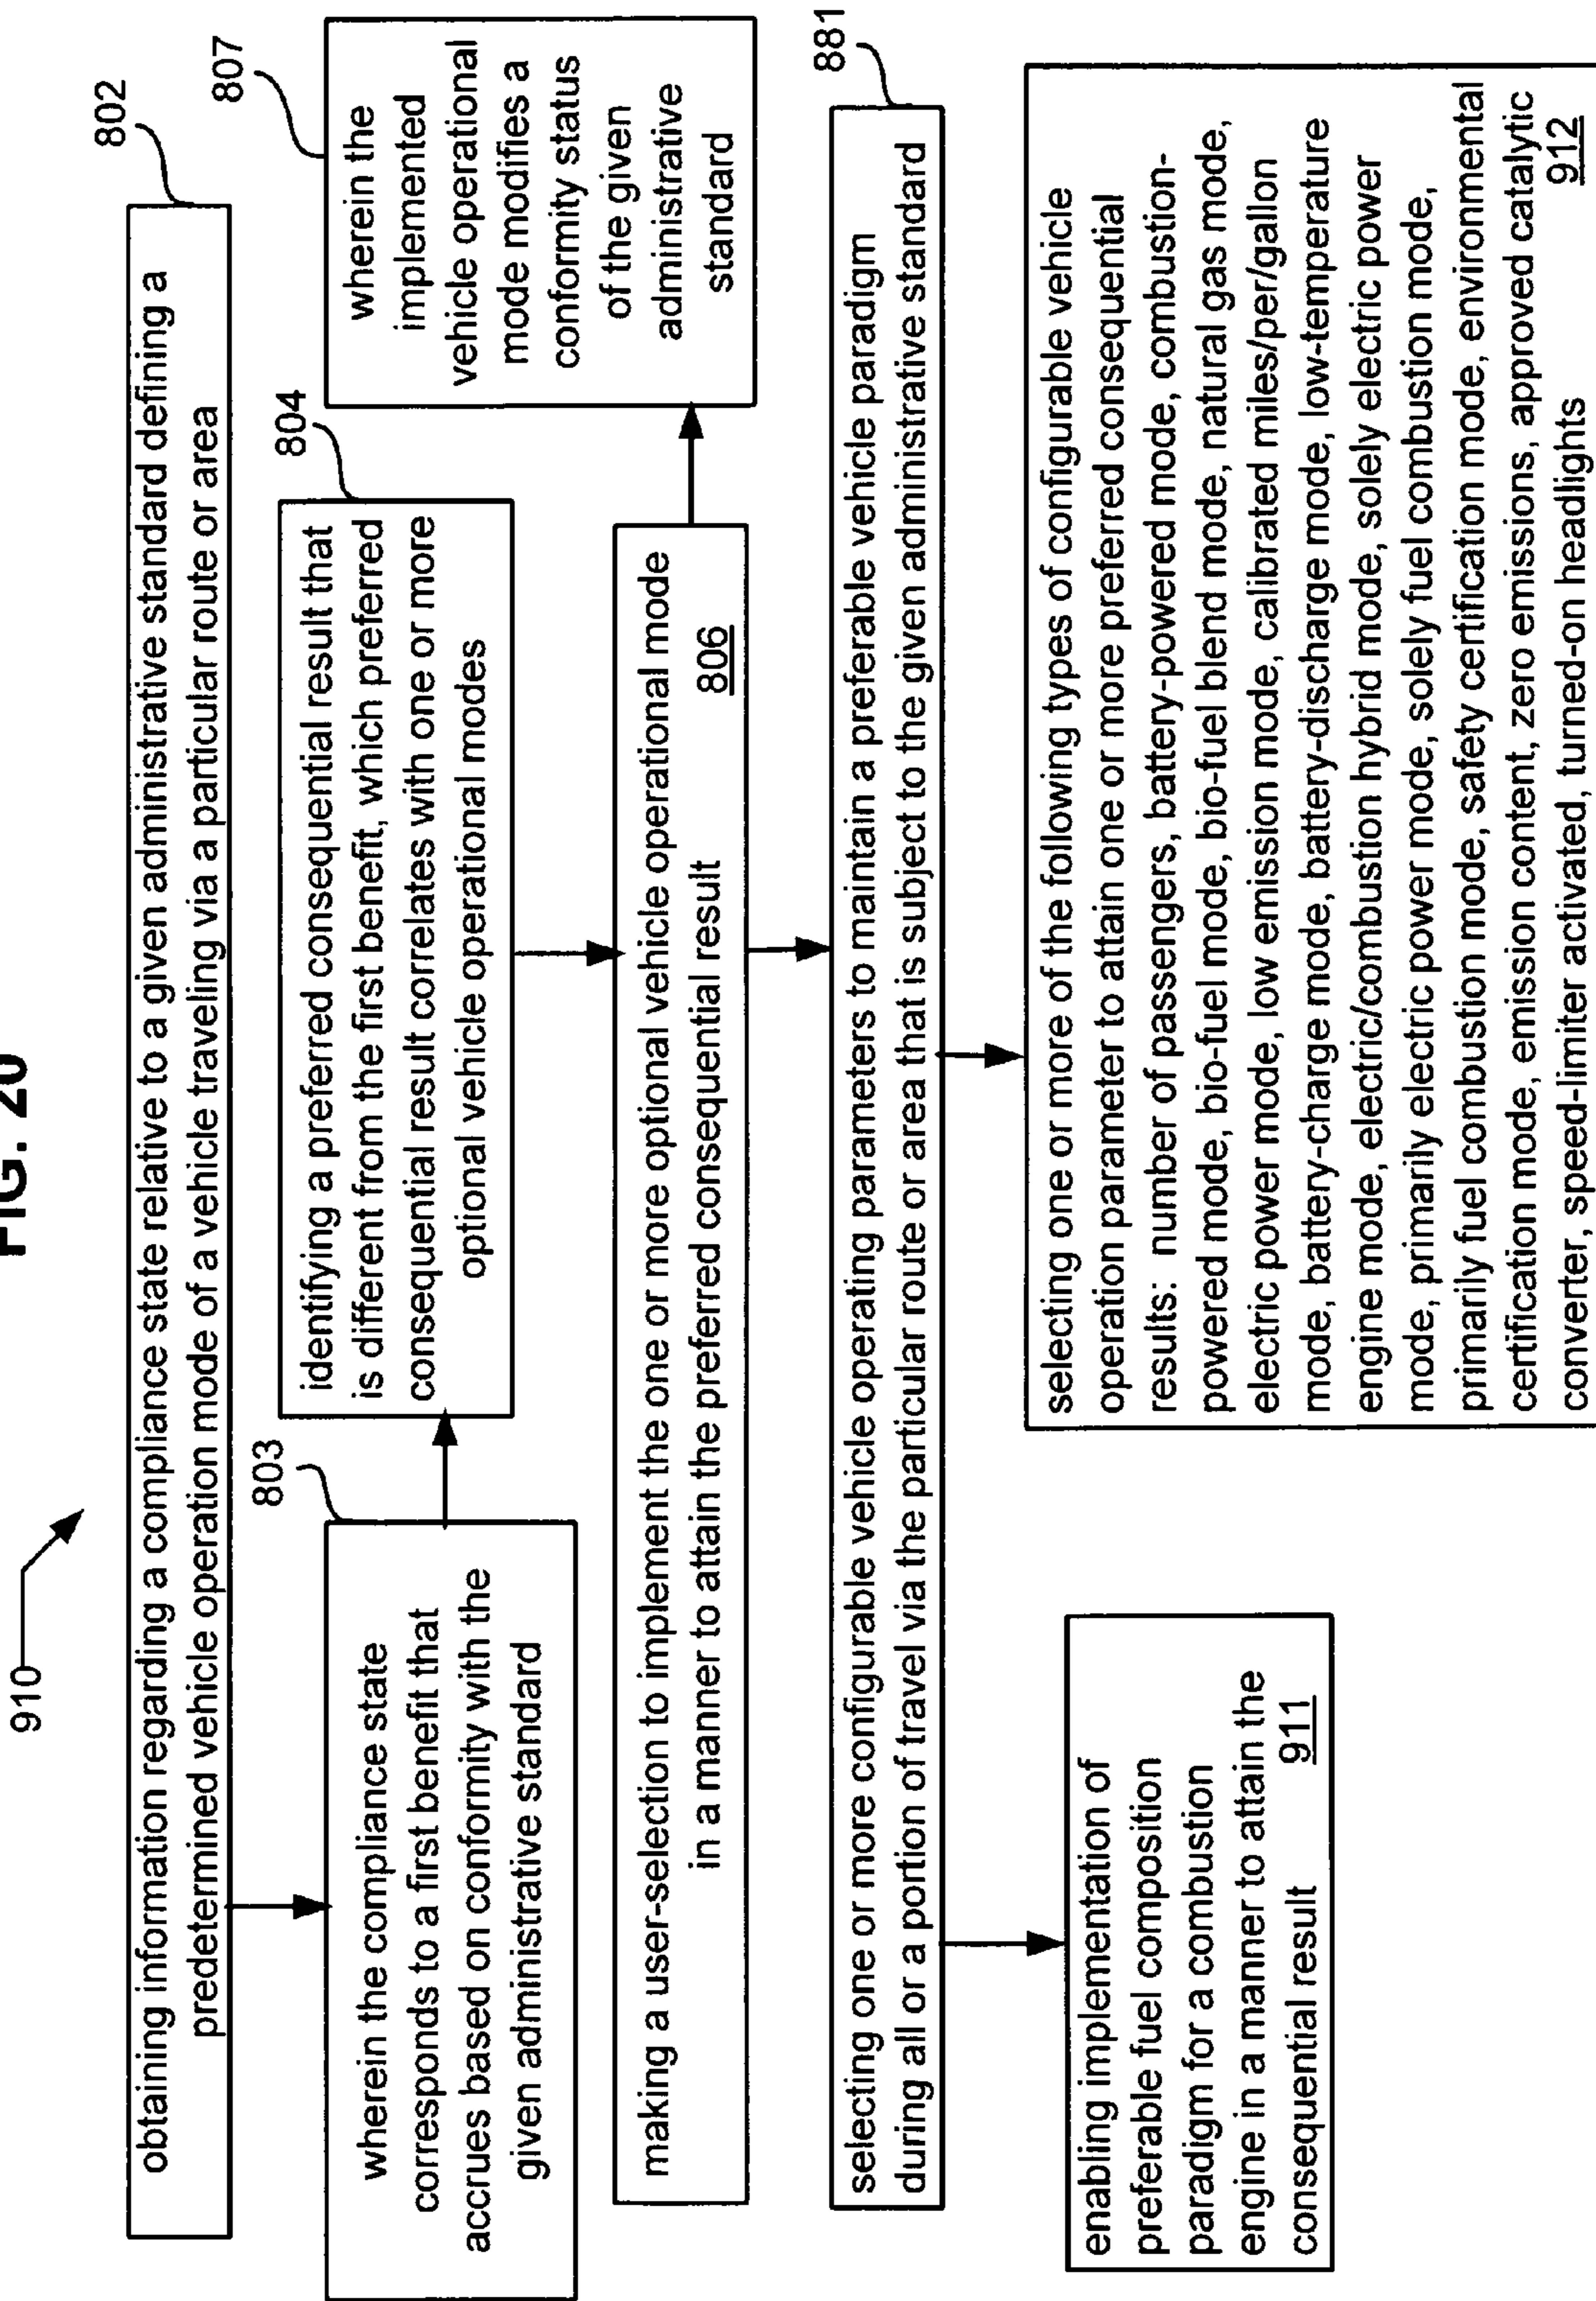 FIG. 20
910
802
obtaining information regarding a compliance state relative to a given administrative standard defining a
predetermined vehicle operation mode of a vehicle traveling via a particular route or area
803
wherein the compliance state
corresponds to a first benefit that
accrues based on conformity with the
given administrative standard
804
identifying a preferred consequential result that
is different from the first benefit, which preferred
consequential result correlates with one or more
optional vehicle operational modes
807
wherein the
implemented
vehicle operational
mode modifies a
conformity status
of the given
administrative
standard
making a user-selection to implement the one or more optional vehicle operational mode
in a manner to attain the preferred consequential result
806
881
selecting one or more configurable vehicle operating parameters to maintain a preferable vehicle paradigm
during all or a portion of travel via the particular route or area that is subject to the given administrative standard
enabling implementation of
preferable fuel composition
paradigm for a combustion
engine in a manner to attain the
consequential result 911
selecting one or more of the following types of configurable vehicle
operation parameter to attain one or more preferred consequential
results: number of passengers, battery-powered mode, combustion-
powered mode, bio-fuel mode, bio-fuel blend mode, natural gas mode,
electric power mode, low emission mode, calibrated miles/per/gallon
mode, battery-charge mode, battery-discharge mode, low-temperature
engine mode, electric/combustion hybrid mode, solely electric power
mode, primarily electric power mode, solely fuel combustion mode,
primarily fuel combustion mode, safety certification mode, environmental
certification mode, emission content, zero emissions, approved catalytic
converter, speed-limiter activated, turned-on headlights 912